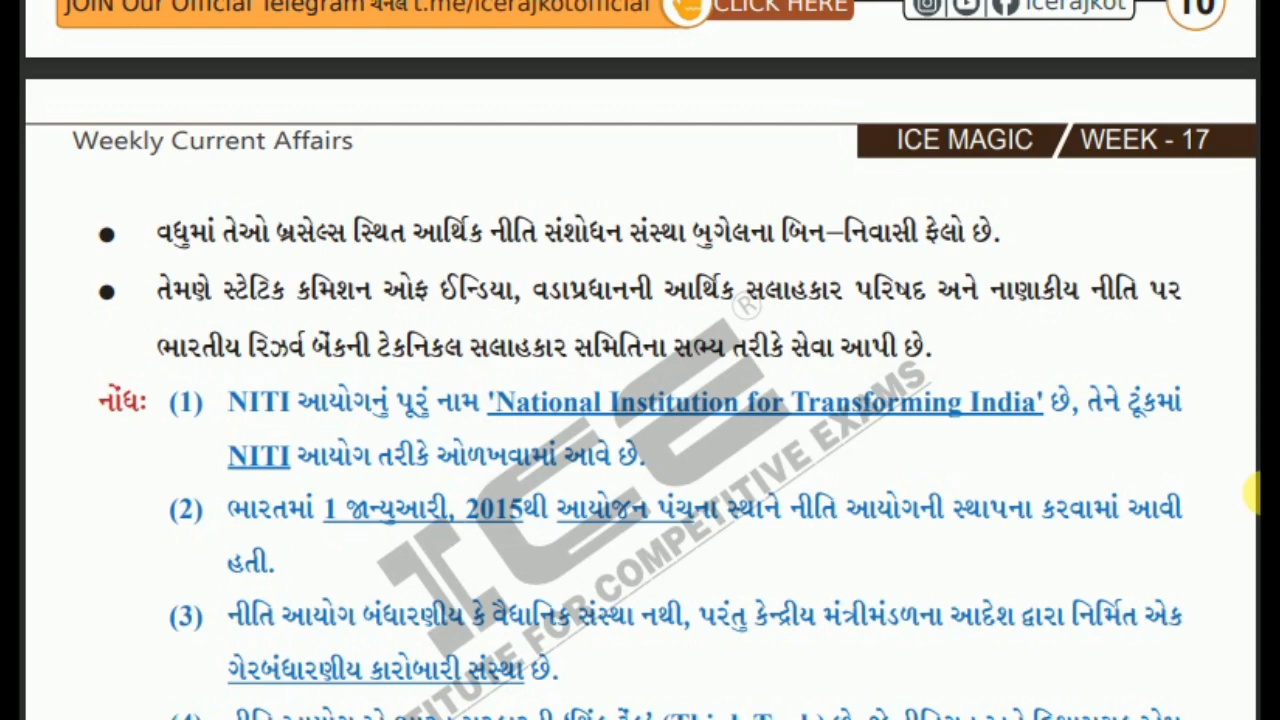 JOIN Our Official Telegram ચેનલ t.me/icerajkotofficial CLICK HERE icerajkot 10
Weekly Current Affairs ICE MAGIC WEEK - 17
● વધુમાં તેઓ બ્રસેલ્સ સ્થિત આર્થિક નીતિ સંશોધન સંસ્થા બુગેલના બિન–નિવાસી ફેલો છે.
● તેમણે સ્ટેટિક કમિશન ઓફ ઈન્ડિયા, વડાપ્રધાનની આર્થિક સલાહકાર પરિષદ અને નાણાકીય નીતિ પર
ભારતીય રિઝર્વ બેંકની ટેકનિકલ સલાહકાર સમિતિના સભ્ય તરીકે સેવા આપી છે.
નોંધઃ (1) NITI આયોગનું પૂરું નામ 'National Institution for Transforming India' છે, તેને ટૂંકમાં
NITI આયોગ તરીકે ઓળખવામાં આવે છે.
(2) ભારતમાં 1 જાન્યુઆરી, 2015થી આયોજન પંચના સ્થાને નીતિ આયોગની સ્થાપના કરવામાં આવી
હતી.
(3) નીતિ આયોગ બંધારણીય કે વૈધાનિક સંસ્થા નથી, પરંતુ કેન્દ્રીય મંત્રીમંડળના આદેશ દ્વારા નિર્મિત એક
ગેરબંધારણીય કારોબારી સંસ્થા છે.
ICE ®
TITUTE FOR COMPETITIVE EXAMS